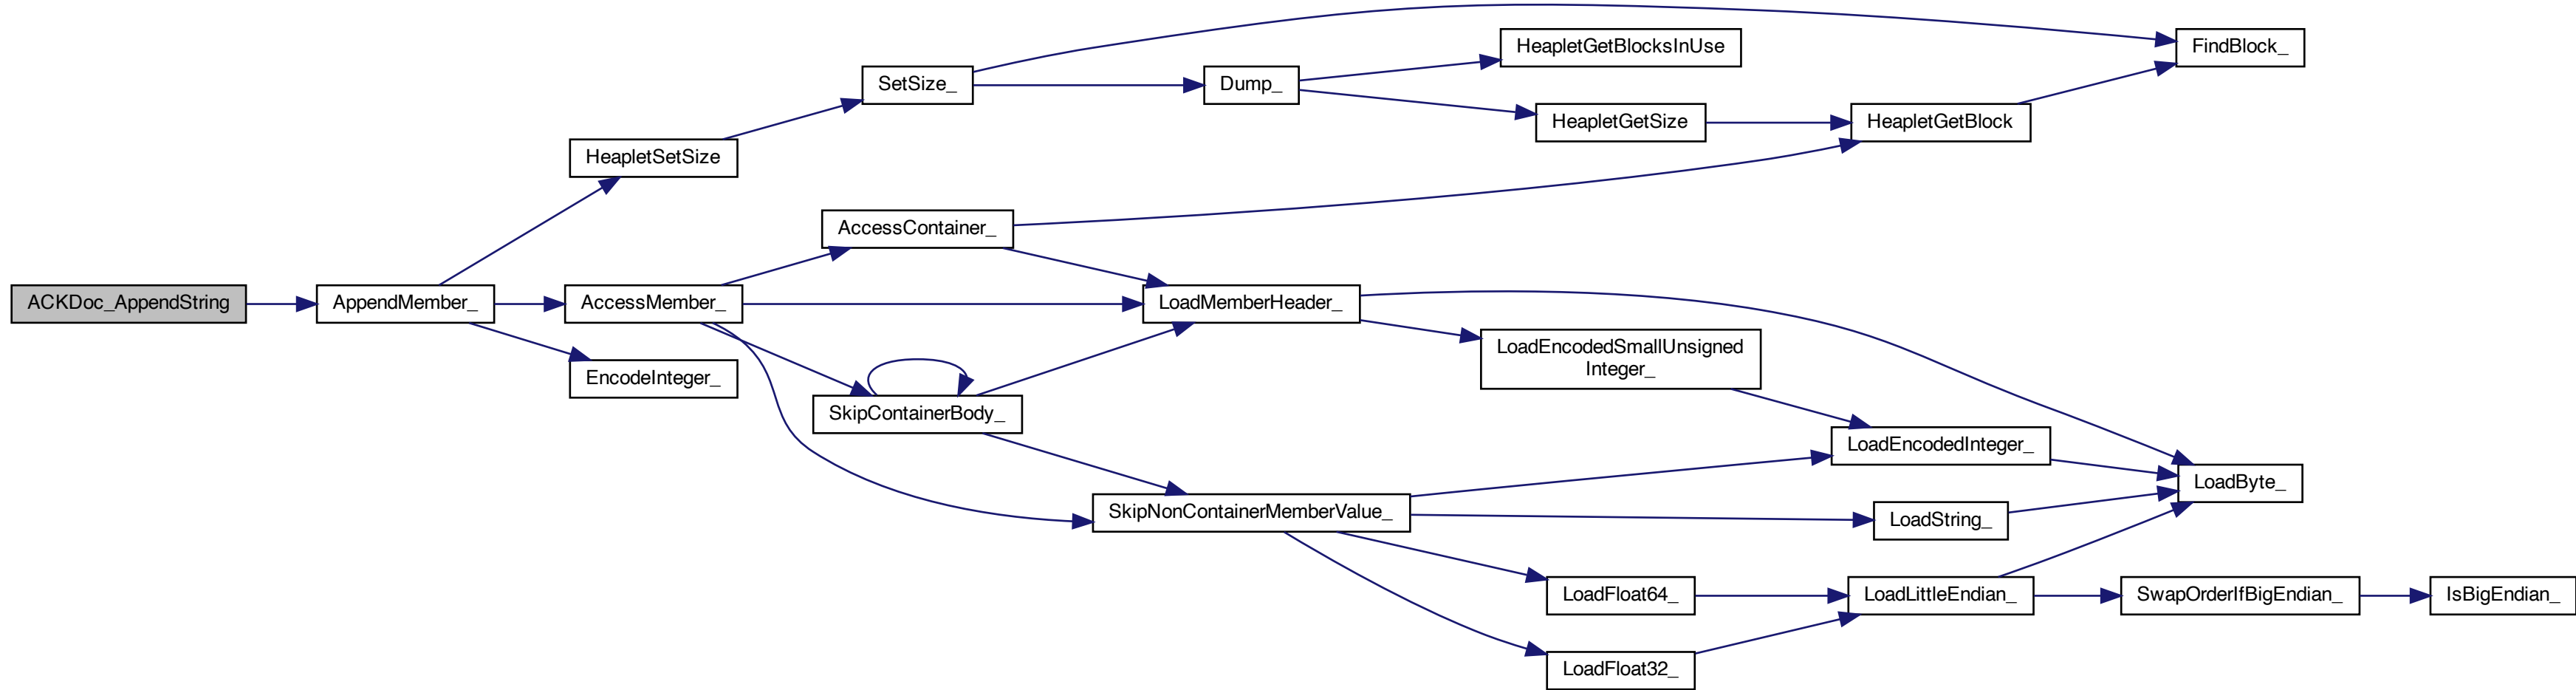 ACKDoc_AppendString
AppendMember_
HeapletSetSize
AccessMember_
EncodeInteger_
SetSize_
AccessContainer_
SkipContainerBody_
Dump_
LoadMemberHeader_
SkipNonContainerMemberValue_
HeapletGetBlocksInUse
HeapletGetSize
LoadEncodedSmallUnsigned
Integer_
LoadFloat64_
LoadFloat32_
HeapletGetBlock
LoadEncodedInteger_
LoadString_
LoadLittleEndian_
FindBlock_
LoadByte_
SwapOrderIfBigEndian_
IsBigEndian_